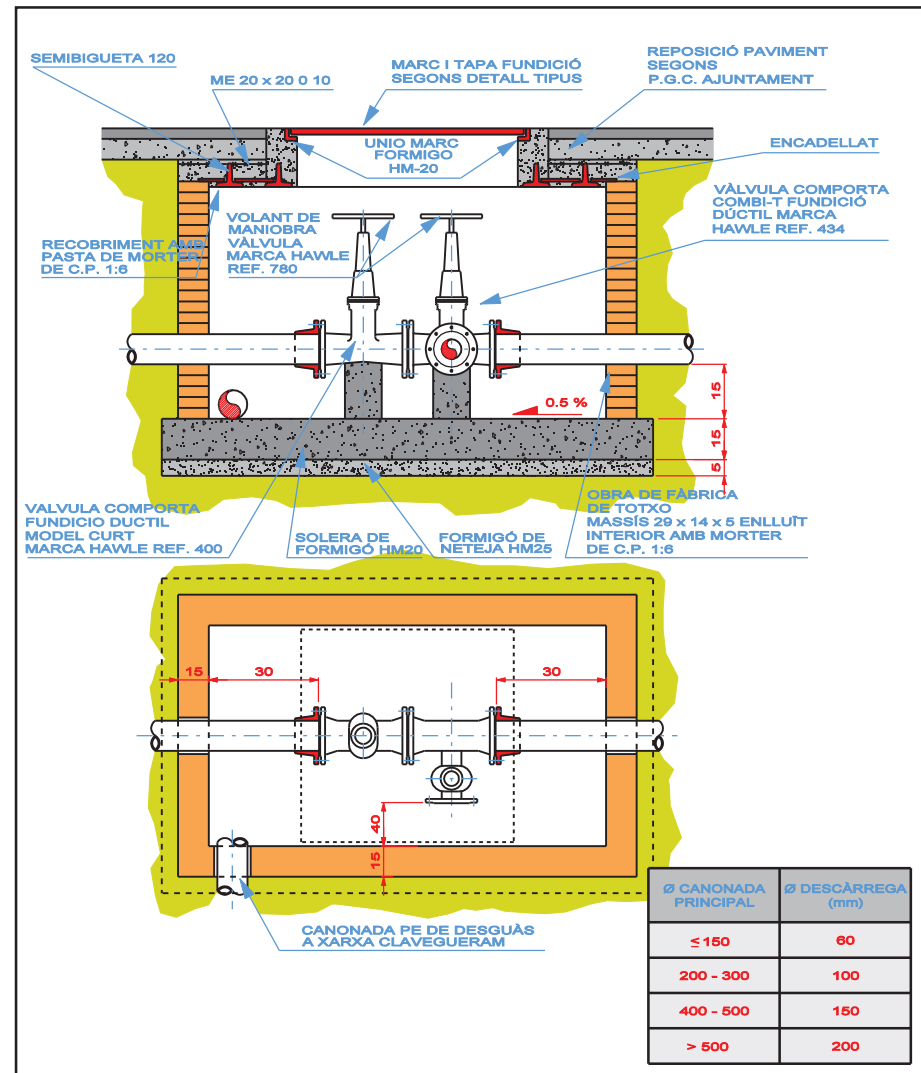 SEMIBIGUETA 120
ME 20 x 20 0 10
MARC I TAPA FUNDICIÓ
SEGONS DETALL TIPUS
REPOSICIÓ PAVIMENT
SEGONS
P.G.C. AJUNTAMENT
UNIO MARC
FORMIGO
HM-20
ENCADELLAT
VOLANT DE
MANIOBRA
VÀLVULA
MARCA HAWLE
REF. 780
VÀLVULA COMPORTA
COMBI-T FUNDICIÓ
DÚCTIL MARCA
HAWLE REF. 434
RECOBRIMENT AMB
PASTA DE MORTER
DE C.P. 1:6
0.5 %
15
15
5
VALVULA COMPORTA
FUNDICIO DUCTIL
MODEL CURT
MARCA HAWLE REF. 400
SOLERA DE
FORMIGÓ HM20
FORMIGÓ DE
NETEJA HM25
OBRA DE FÀBRICA
DE TOTXO
MASSÍS 29 x 14 x 5 ENLLUÏT
INTERIOR AMB MORTER
DE C.P. 1:6
15
30
30
40
15
CANONADA PE DE DESGUÀS
A XARXA CLAVEGUERAM
Ø CANONADA
PRINCIPAL
Ø DESCÀRREGA
(mm)
≤ 150
60
200 - 300
100
400 - 500
150
> 500
200